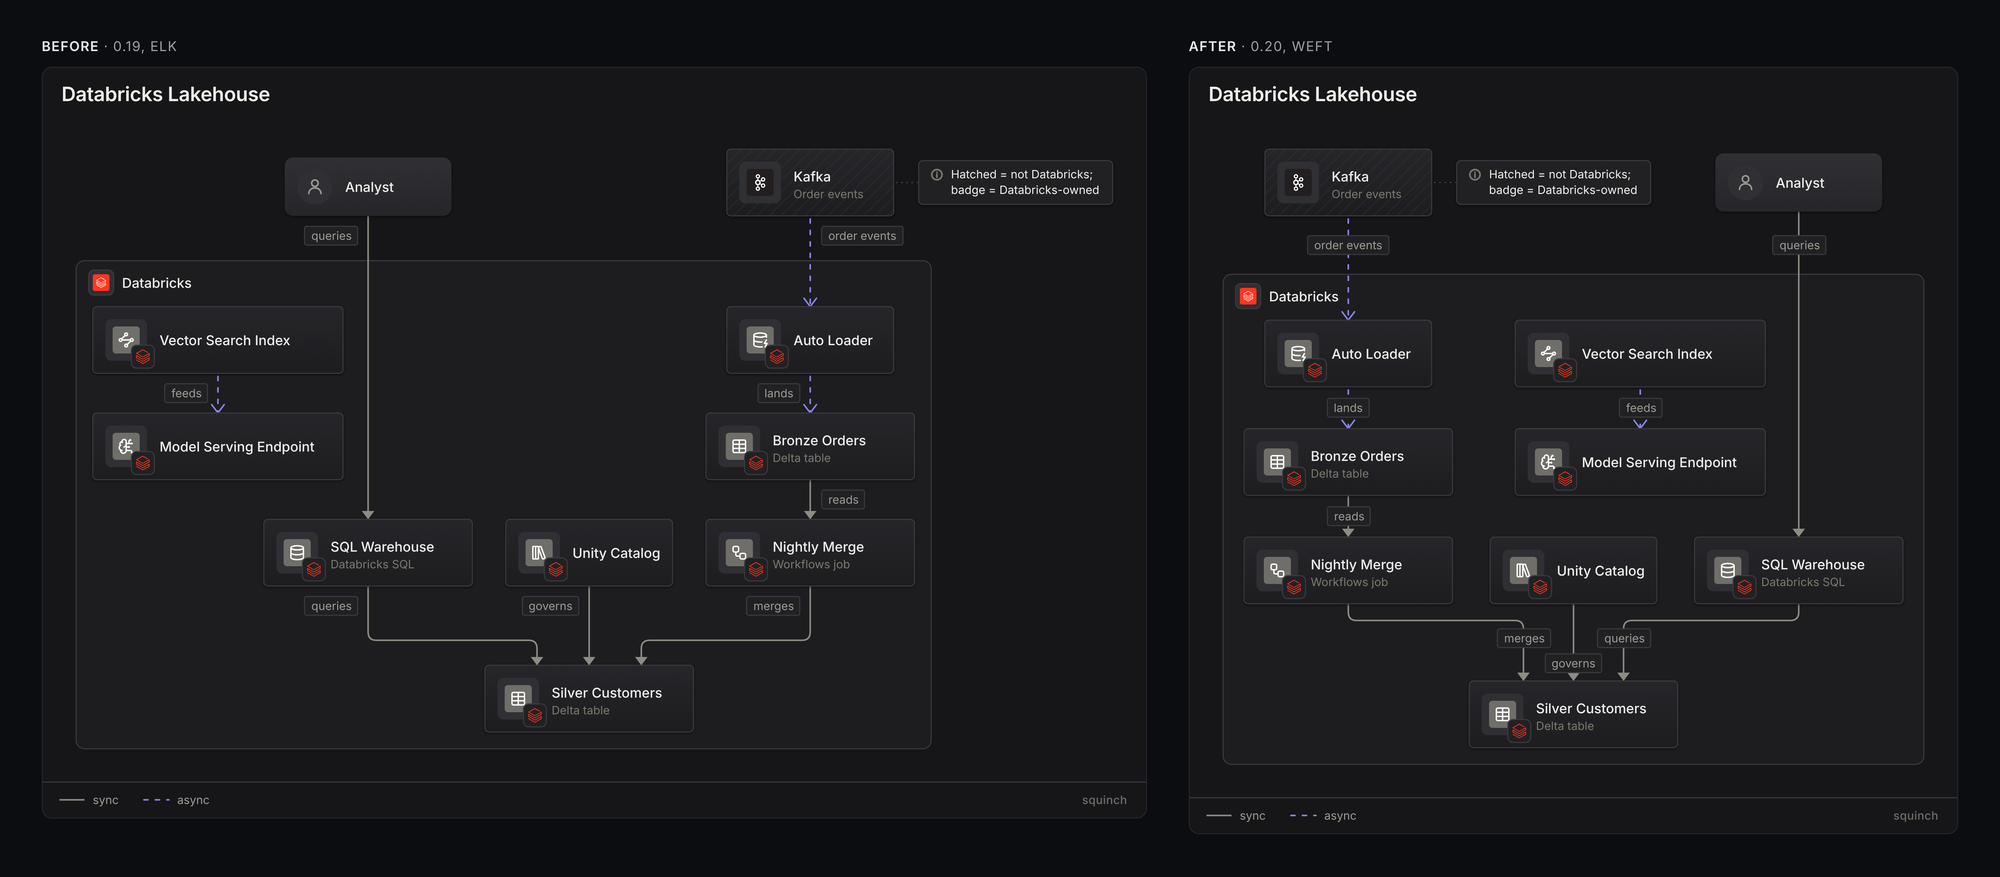 BEFORE · 0.19, ELK
Databricks Lakehouse
Analyst
Kafka
Order events
Hatched = not Databricks;
badge = Databricks-owned
queries
order events
Databricks
Vector Search Index
Auto Loader
feeds
lands
Model Serving Endpoint
Bronze Orders
Delta table
reads
SQL Warehouse
Databricks SQL
Unity Catalog
Nightly Merge
Workflows job
queries
governs
merges
Silver Customers
Delta table
sync
async
squinch
AFTER · 0.20, WEFT
Databricks Lakehouse
Kafka
Order events
Hatched = not Databricks;
badge = Databricks-owned
Analyst
order events
queries
Databricks
Auto Loader
Vector Search Index
lands
feeds
Bronze Orders
Delta table
Model Serving Endpoint
reads
Nightly Merge
Workflows job
Unity Catalog
SQL Warehouse
Databricks SQL
merges
queries
governs
Silver Customers
Delta table
sync
async
squinch